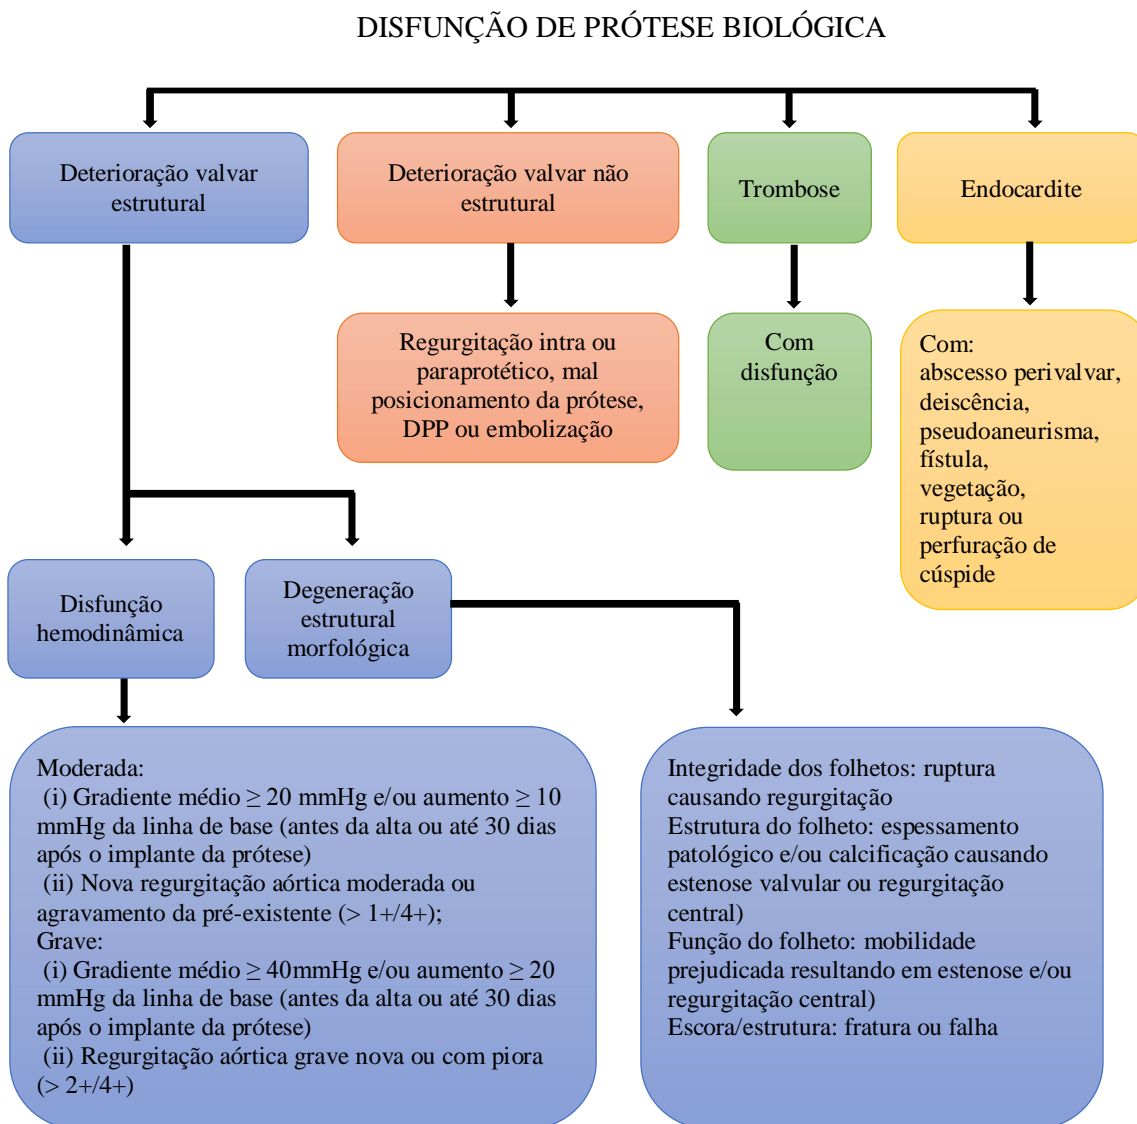 DISFUNÇÃO DE PRÓTESE BIOLÓGICA
Deterioração valvar
estrutural
Deterioração valvar não
estrutural
Trombose
Endocardite
Regurgitação intra ou
paraprotético, mal
posicionamento da prótese,
DPP ou embolização
Com
disfunção
Com:
abscesso perivalvar,
deiscência,
pseudoaneurisma,
fístula,
vegetação,
ruptura ou
perfuração de
cúspide
Disfunção
hemodinâmica
Degeneração
estrutural
morfológica
Moderada:
(i) Gradiente médio ≥ 20 mmHg e/ou aumento ≥ 10
mmHg da linha de base (antes da alta ou até 30 dias
após o implante da prótese)
(ii) Nova regurgitação aórtica moderada ou
agravamento da pré-existente (> 1+/4+);
Grave:
(i) Gradiente médio ≥ 40mmHg e/ou aumento ≥ 20
mmHg da linha de base (antes da alta ou até 30 dias
após o implante da prótese)
(ii) Regurgitação aórtica grave nova ou com piora
(> 2+/4+)
Integridade dos folhetos: ruptura
causando regurgitação
Estrutura do folheto: espessamento
patológico e/ou calcificação causando
estenose valvular ou regurgitação
central)
Função do folheto: mobilidade
prejudicada resultando em estenose e/ou
regurgitação central)
Escora/estrutura: fratura ou falha